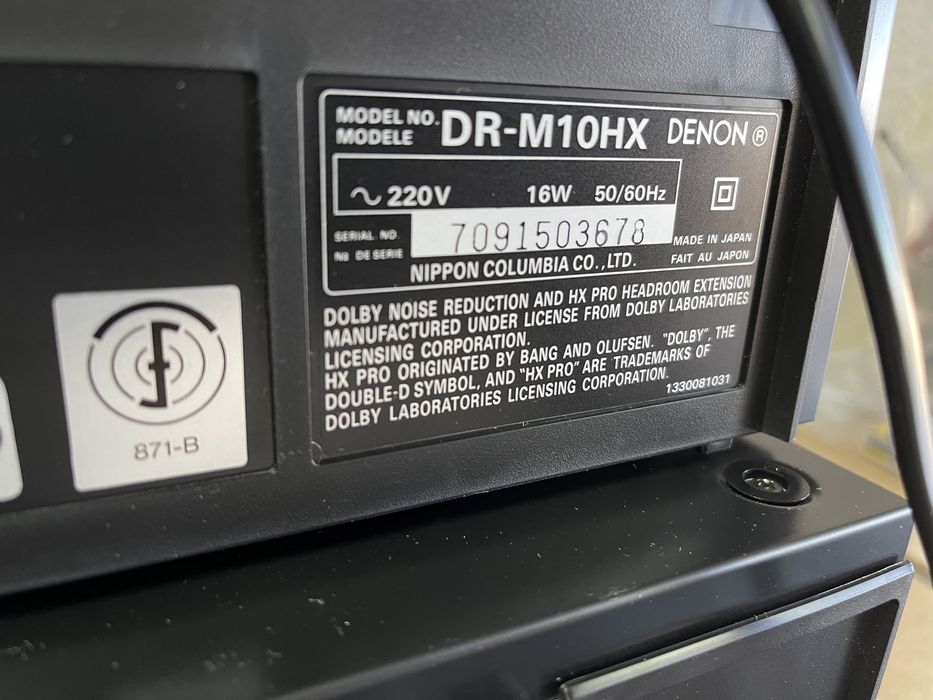 MODEL NO.
MODELE
DR-M10HX
DENON®
～220V 16W 50/60Hz
SERIAL NO.
No DE SERIE
7091503678
MADE IN JAPAN
FAIT AU JAPON
NIPPON COLUMBIA CO., LTD.
DOLBY NOISE REDUCTION AND HX PRO HEADROOM EXTENSION
MANUFACTURED UNDER LICENSE FROM DOLBY LABORATORIES
LICENSING CORPORATION.
HX PRO ORIGINATED BY BANG AND OLUFSEN. "DOLBY", THE
DOUBLE-D SYMBOL, AND "HX PRO" ARE TRADEMARKS OF
DOLBY LABORATORIES LICENSING CORPORATION.
1330081031
871-B